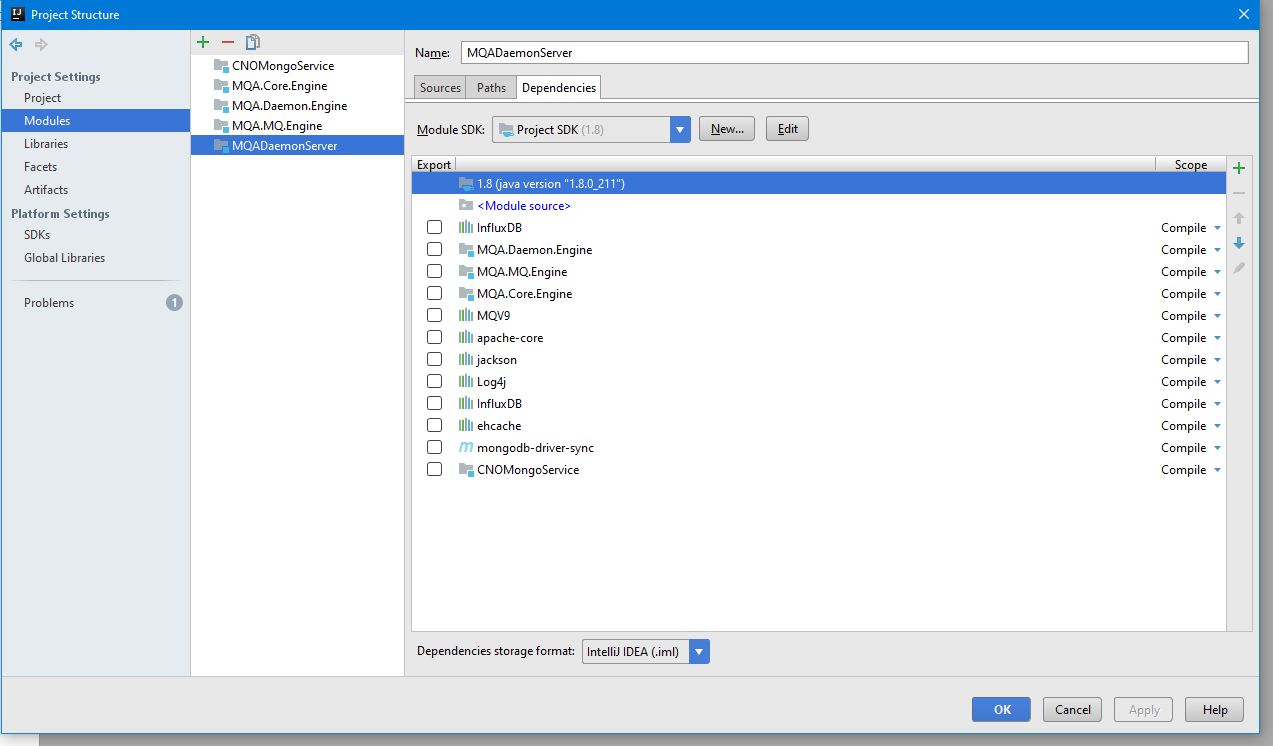 IJ Project Structure
Project Settings
Project
Modules
Libraries
Facets
Artifacts
Platform Settings
SDKs
Global Libraries
Problems 1
CNOMongoService
MQA.Core.Engine
MQA.Daemon.Engine
MQA.MQ.Engine
MQADaemonServer
Name: MQADaemonServer
Sources Paths Dependencies
Module SDK: Project SDK (1.8) New... Edit
Export Scope
1.8 (java version "1.8.0_211")
<Module source>
InfluxDB Compile
MQA.Daemon.Engine Compile
MQA.MQ.Engine Compile
MQA.Core.Engine Compile
MQV9 Compile
apache-core Compile
jackson Compile
Log4j Compile
InfluxDB Compile
ehcache Compile
m mongodb-driver-sync Compile
CNOMongoService Compile
Dependencies storage format: IntelliJ IDEA (.iml)
OK Cancel Apply Help